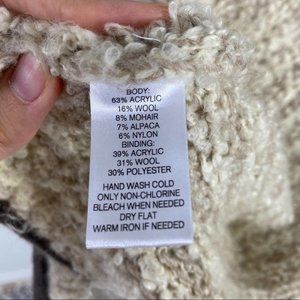 BODY:
63% ACRYLIC
16% WOOL
8% MOHAIR
7% ALPACA
6% NYLON
BINDING:
39% ACRYLIC
31% WOOL
30% POLYESTER
HAND WASH COLD
ONLY NON-CHLORINE
BLEACH WHEN NEEDED
DRY FLAT
WARM IRON IF NEEDED